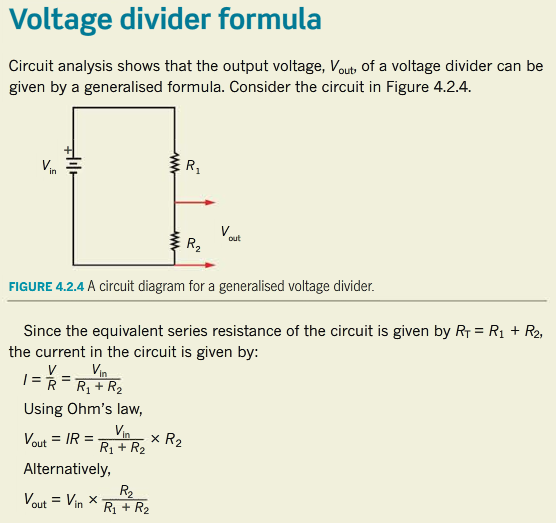 Voltage divider formula
Circuit analysis shows that the output voltage, Vout, of a voltage divider can be
given by a generalised formula. Consider the circuit in Figure 4.2.4.
+
Vin
R1
Vout
R2
FIGURE 4.2.4 A circuit diagram for a generalised voltage divider.
Since the equivalent series resistance of the circuit is given by RT = R1 + R2,
the current in the circuit is given by:
I = V/R = Vin/(R1 + R2)
Using Ohm's law,
Vout = IR = Vin/(R1 + R2) × R2
Alternatively,
Vout = Vin × R2/(R1 + R2)